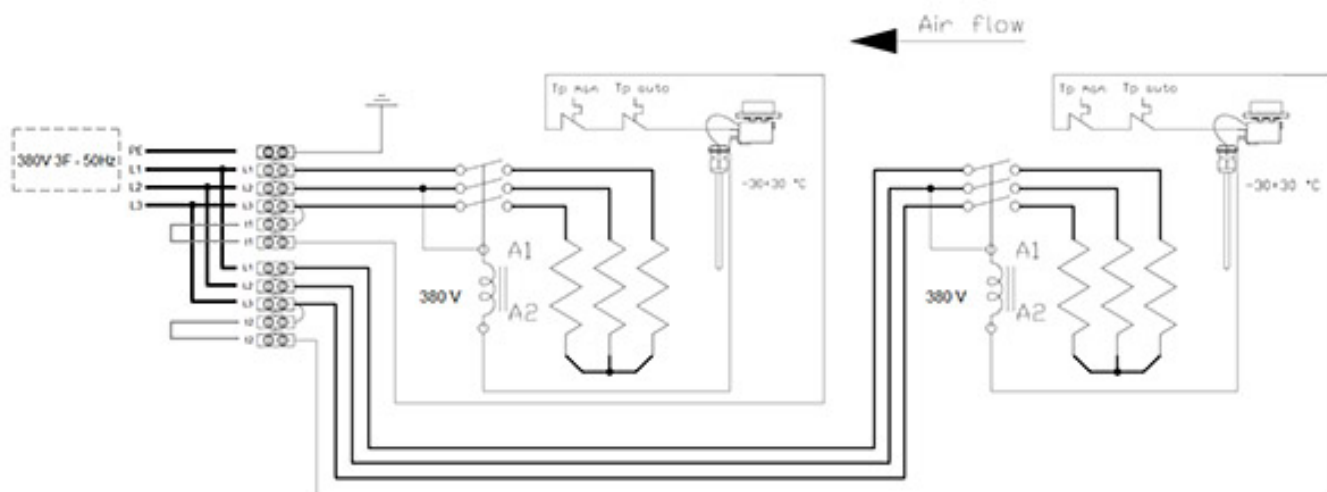 Air flow
Tp man Tp auto
Tp man Tp auto
380V 3F - 50Hz
PE
L1
L2
L3
L1
L2
L3
t1
t1
L1
L2
L3
t2
t2
-30+30 °C
-30+30 °C
A1
380 V
A2
A1
380 V
A2